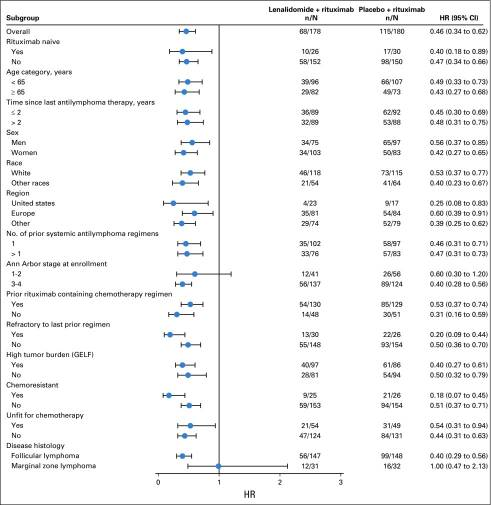 Lenalidomide + rituximab Placebo + rituximab
Subgroup n/N n/N HR (95% CI)
Overall 68/178 115/180 0.46 (0.34 to 0.62)
Rituximab naive
Yes 10/26 17/30 0.40 (0.18 to 0.89)
No 58/152 98/150 0.47 (0.34 to 0.66)
Age category, years
< 65 39/96 66/107 0.49 (0.33 to 0.73)
≥ 65 29/82 49/73 0.43 (0.27 to 0.68)
Time since last antilymphoma therapy, years
≤ 2 36/89 62/92 0.45 (0.30 to 0.69)
> 2 32/89 53/88 0.48 (0.31 to 0.75)
Sex
Men 34/75 65/97 0.56 (0.37 to 0.85)
Women 34/103 50/83 0.42 (0.27 to 0.65)
Race
White 46/118 73/115 0.53 (0.37 to 0.77)
Other races 21/54 41/64 0.40 (0.23 to 0.67)
Region
United states 4/23 9/17 0.25 (0.08 to 0.83)
Europe 35/81 54/84 0.60 (0.39 to 0.91)
Other 29/74 52/79 0.39 (0.25 to 0.62)
No. of prior systemic antilymphoma regimens
1 35/102 58/97 0.46 (0.31 to 0.71)
> 1 33/76 57/83 0.47 (0.31 to 0.73)
Ann Arbor stage at enrollment
1-2 12/41 26/56 0.60 (0.30 to 1.20)
3-4 56/137 89/124 0.40 (0.28 to 0.56)
Prior rituximab containing chemotherapy regimen
Yes 54/130 85/129 0.53 (0.37 to 0.74)
No 14/48 30/51 0.31 (0.16 to 0.59)
Refractory to last prior regimen
Yes 13/30 22/26 0.20 (0.09 to 0.44)
No 55/148 93/154 0.50 (0.36 to 0.70)
High tumor burden (GELF)
Yes 40/97 61/86 0.40 (0.27 to 0.61)
No 28/81 54/94 0.50 (0.32 to 0.79)
Chemoresistant
Yes 9/25 21/26 0.18 (0.07 to 0.45)
No 59/153 94/154 0.51 (0.37 to 0.71)
Unfit for chemotherapy
Yes 21/54 31/49 0.54 (0.31 to 0.94)
No 47/124 84/131 0.44 (0.31 to 0.63)
Disease histology
Follicular lymphoma 56/147 99/148 0.40 (0.29 to 0.56)
Marginal zone lymphoma 12/31 16/32 1.00 (0.47 to 2.13)
0 1 2 3
HR